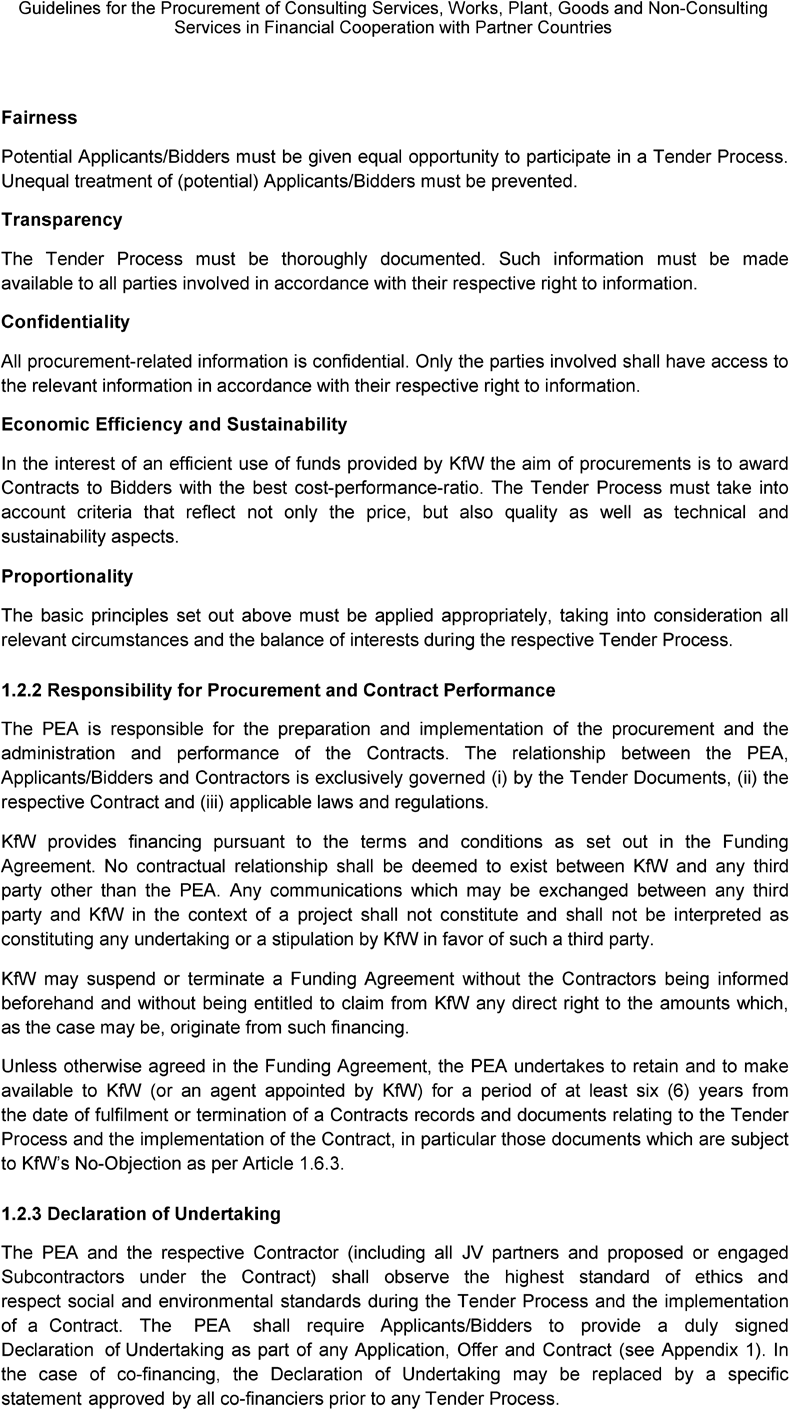 Guidelines for the Procurement of Consulting Services, Works, Plant, Goods and Non-Consulting
Services in Financial Cooperation with Partner Countries
Fairness
Potential Applicants/Bidders must be given equal opportunity to participate in a Tender Process.
Unequal treatment of (potential) Applicants/Bidders must be prevented.
Transparency
The Tender Process must be thoroughly documented. Such information must be made
available to all parties involved in accordance with their respective right to information.
Confidentiality
All procurement-related information is confidential. Only the parties involved shall have access to
the relevant information in accordance with their respective right to information.
Economic Efficiency and Sustainability
In the interest of an efficient use of funds provided by KfW the aim of procurements is to award
Contracts to Bidders with the best cost-performance-ratio. The Tender Process must take into
account criteria that reflect not only the price, but also quality as well as technical and
sustainability aspects.
Proportionality
The basic principles set out above must be applied appropriately, taking into consideration all
relevant circumstances and the balance of interests during the respective Tender Process.
1.2.2 Responsibility for Procurement and Contract Performance
The PEA is responsible for the preparation and implementation of the procurement and the
administration and performance of the Contracts. The relationship between the PEA,
Applicants/Bidders and Contractors is exclusively governed (i) by the Tender Documents, (ii) the
respective Contract and (iii) applicable laws and regulations.
KfW provides financing pursuant to the terms and conditions as set out in the Funding
Agreement. No contractual relationship shall be deemed to exist between KfW and any third
party other than the PEA. Any communications which may be exchanged between any third
party and KfW in the context of a project shall not constitute and shall not be interpreted as
constituting any undertaking or a stipulation by KfW in favor of such a third party.
KfW may suspend or terminate a Funding Agreement without the Contractors being informed
beforehand and without being entitled to claim from KfW any direct right to the amounts which,
as the case may be, originate from such financing.
Unless otherwise agreed in the Funding Agreement, the PEA undertakes to retain and to make
available to KfW (or an agent appointed by KfW) for a period of at least six (6) years from
the date of fulfilment or termination of a Contracts records and documents relating to the Tender
Process and the implementation of the Contract, in particular those documents which are subject
to KfW's No-Objection as per Article 1.6.3.
1.2.3 Declaration of Undertaking
The PEA and the respective Contractor (including all JV partners and proposed or engaged
Subcontractors under the Contract) shall observe the highest standard of ethics and
respect social and environmental standards during the Tender Process and the implementation
of a Contract. The PEA shall require Applicants/Bidders to provide a duly signed
Declaration of Undertaking as part of any Application, Offer and Contract (see Appendix 1). In
the case of co-financing, the Declaration of Undertaking may be replaced by a specific
statement approved by all co-financiers prior to any Tender Process.